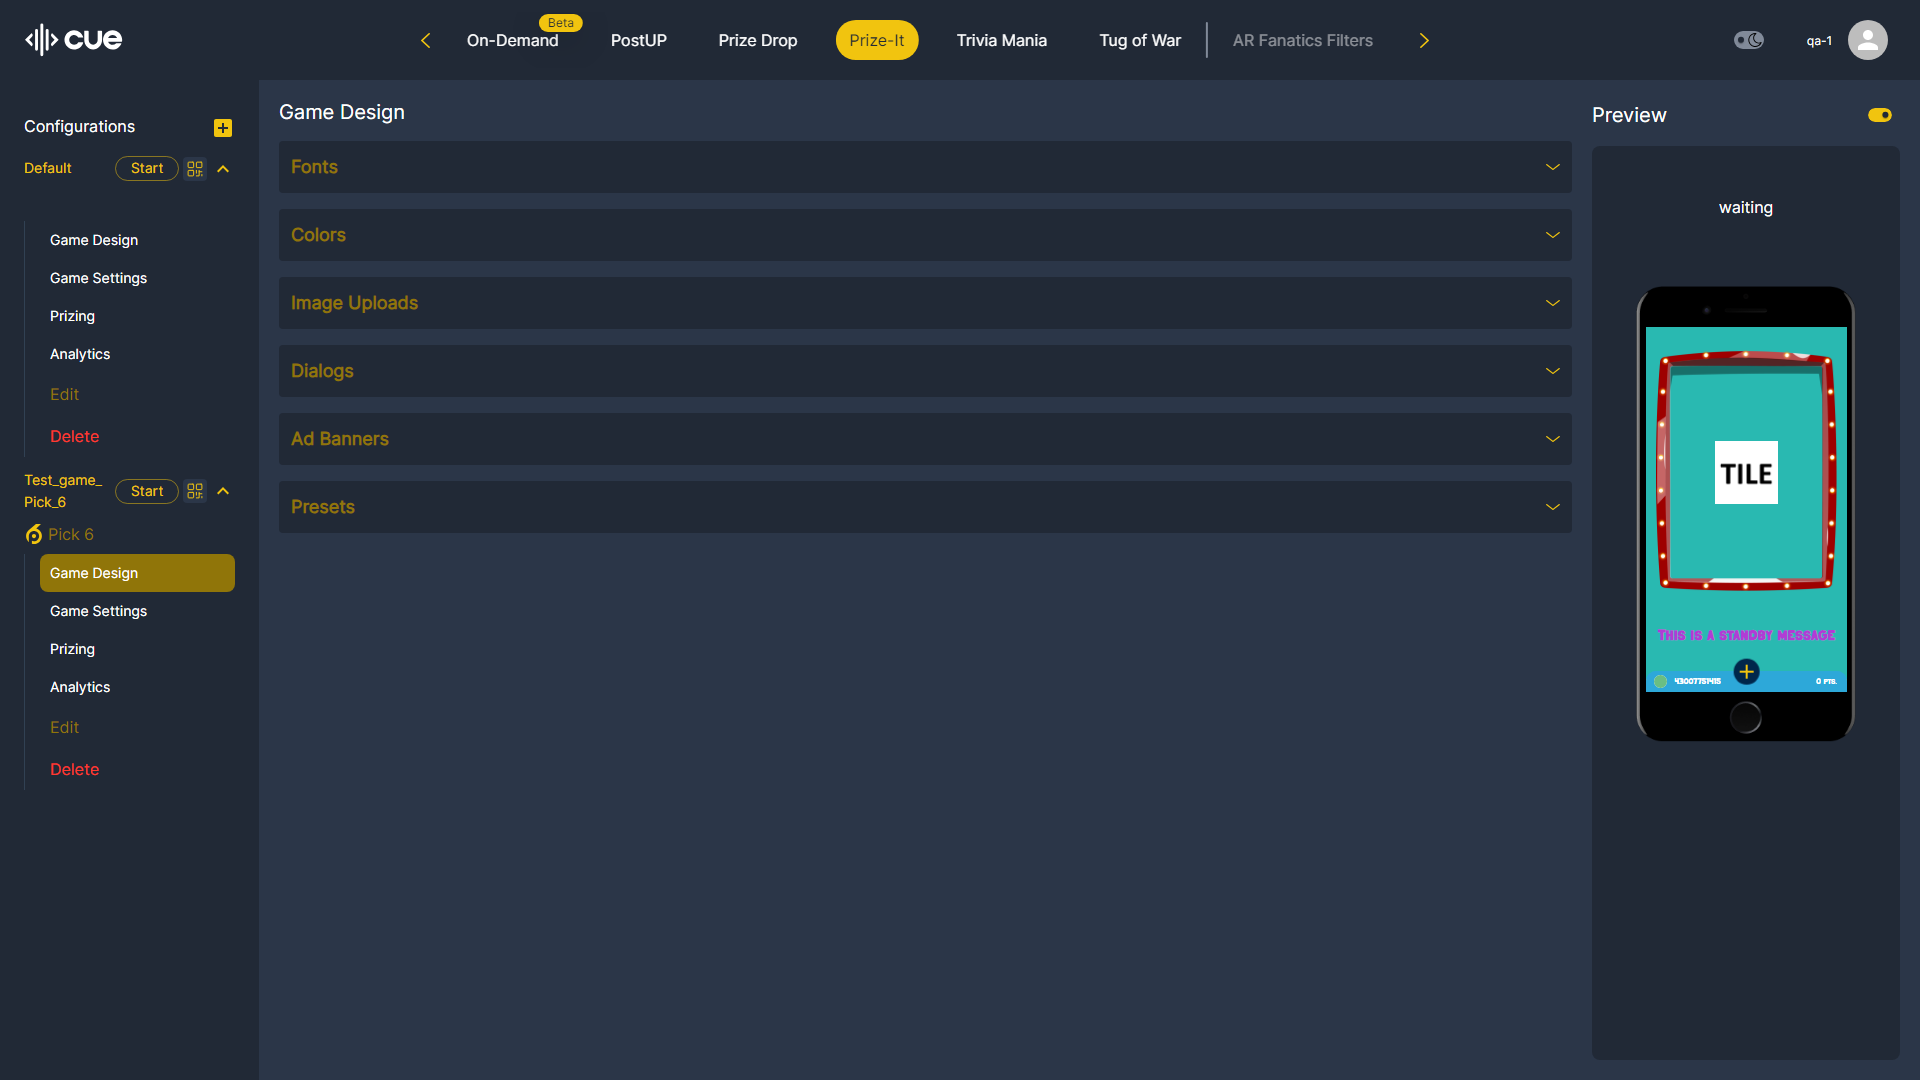 cue
On-Demand
Beta
PostUP
Prize Drop
Prize-It
Trivia Mania
Tug of War
AR Fanatics Filters
qa-1
Configurations
Default
Start
Game Design
Game Settings
Prizing
Analytics
Edit
Delete
Test_game_
Pick_6
Start
Pick 6
Game Design
Game Settings
Prizing
Analytics
Edit
Delete
Game Design
Fonts
Colors
Image Uploads
Dialogs
Ad Banners
Presets
Preview
waiting
TILE
THIS IS A STANDBY MESSAGE
43007751415
0 PTS.